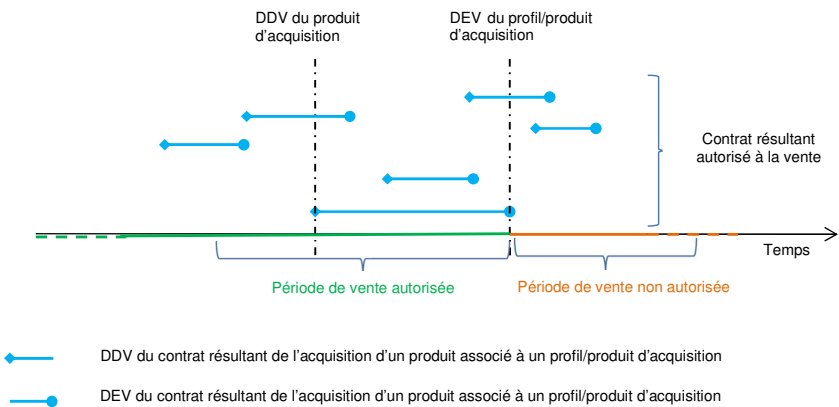 DDV du produit
d'acquisition
DEV du profil/produit
d'acquisition
Contrat résultant
autorisé à la vente
Temps
Période de vente autorisée
Période de vente non autorisée
DDV du contrat résultant de l'acquisition d'un produit associé à un profil/produit d'acquisition
DEV du contrat résultant de l'acquisition d'un produit associé à un profil/produit d'acquisition